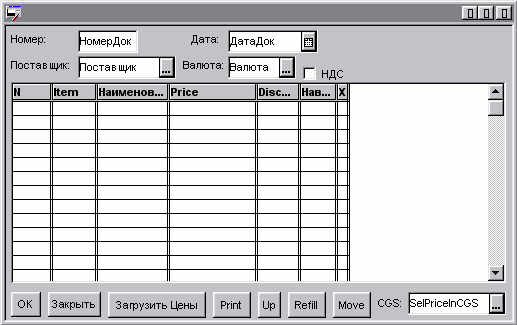 Номер: НомерДок Дата: ДатаДок
Поставщик: Поставщик ... Валюта: Валюта ... НДС
N Item Наименов... Price Disc... Нав... X
OK Закрыть Загрузить Цены Print Up Refill Move CGS: SelPriceInCGS ...